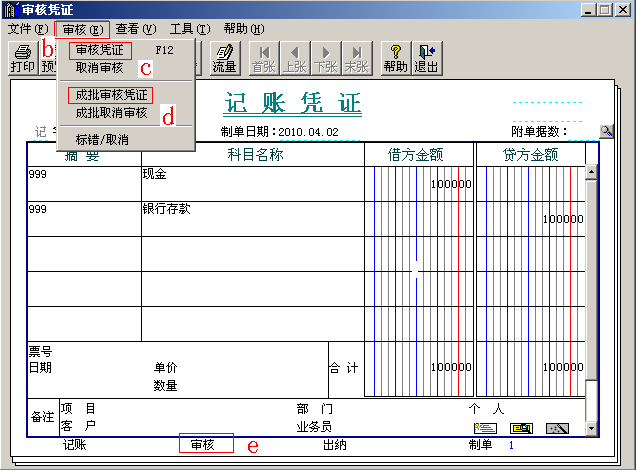 审核凭证
文件(F) 审核(E) 查看(V) 工具(T) 帮助(H)
b
审核凭证 F12
取消审核 c
成批审核凭证
成批取消审核 d
标错/取消
打印 预 流量 首张 上张 下张 末张 帮助 退出
记账凭证
记 制单日期:2010.04.02 附单据数:
摘 要 科目名称 借方金额 贷方金额
999 现金 100000
999 银行存款 100000
票号
日期 单价 合 计 100000 100000
数量
备注 项 目 部 门 个 人
客 户 业务员
记账 审核 e 出纳 制单 1